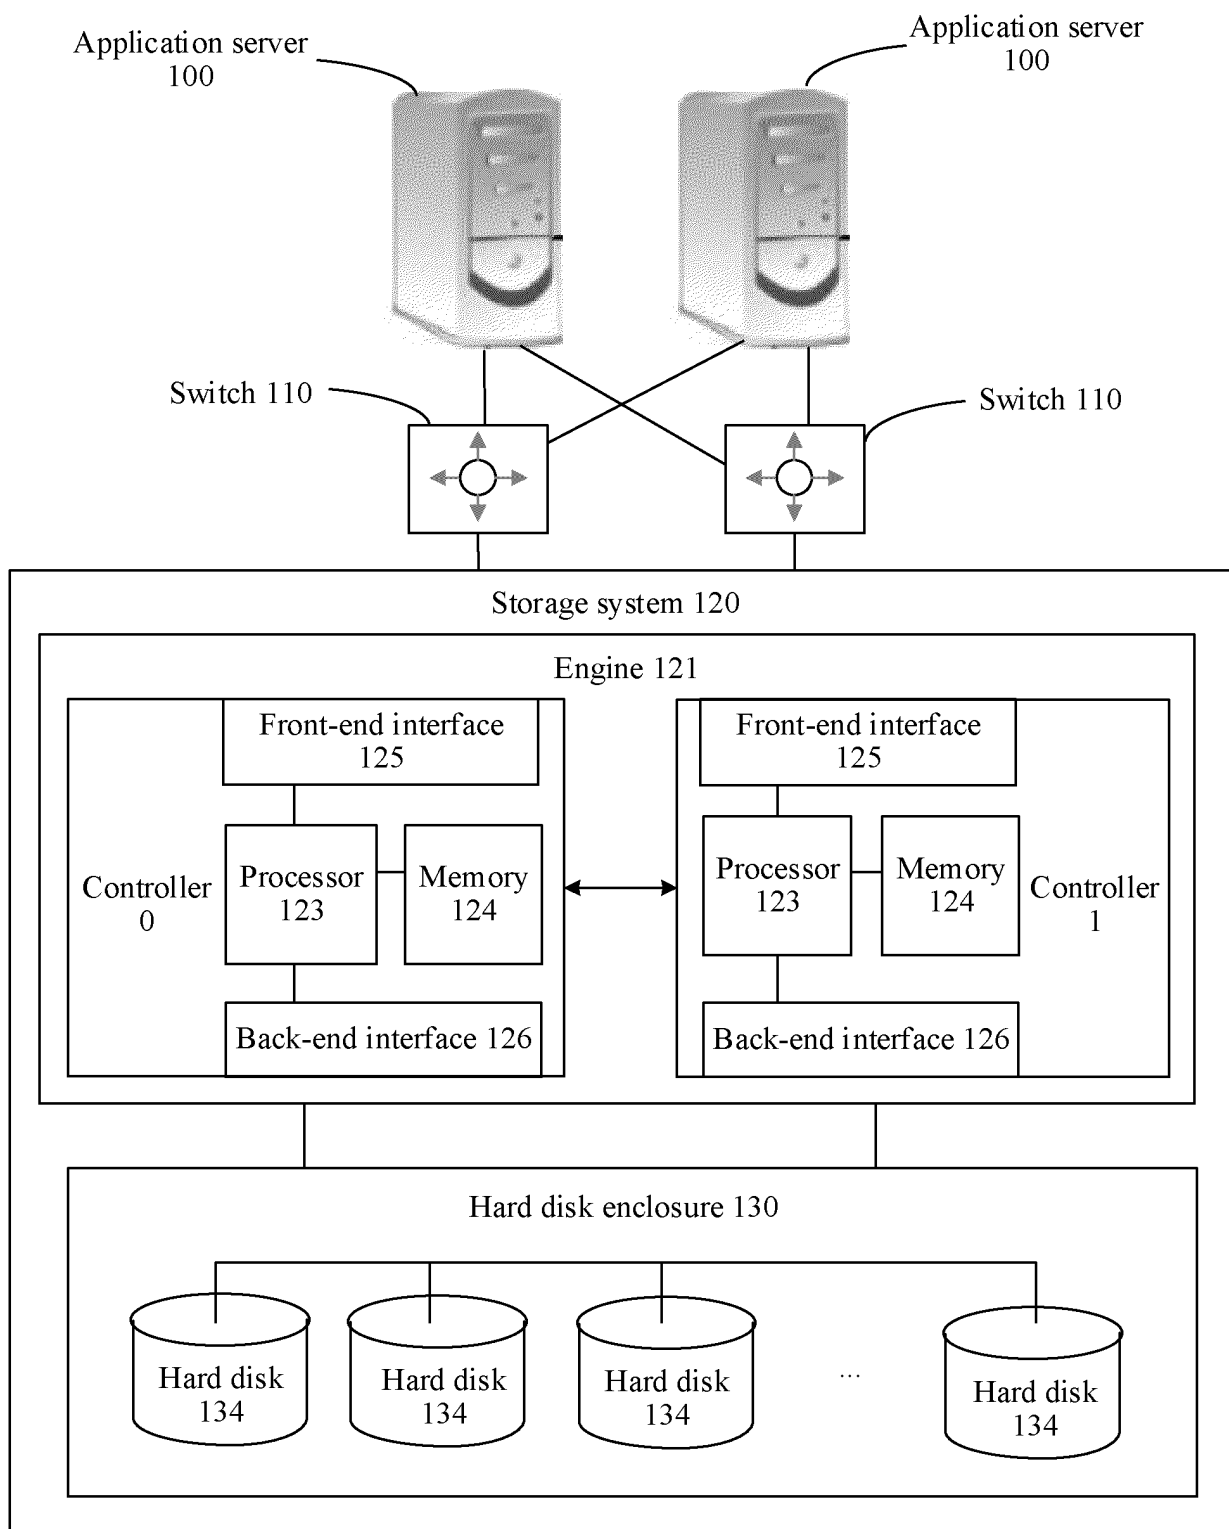 Application server
100
Application server
100
Switch 110
Switch 110
Storage system 120
Engine 121
Front-end interface
125
Front-end interface
125
Controller
0
Processor
123
Memory
124
Processor
123
Memory
124
Controller
1
Back-end interface 126
Back-end interface 126
Hard disk enclosure 130
Hard disk
134
Hard disk
134
Hard disk
134
...
Hard disk
134